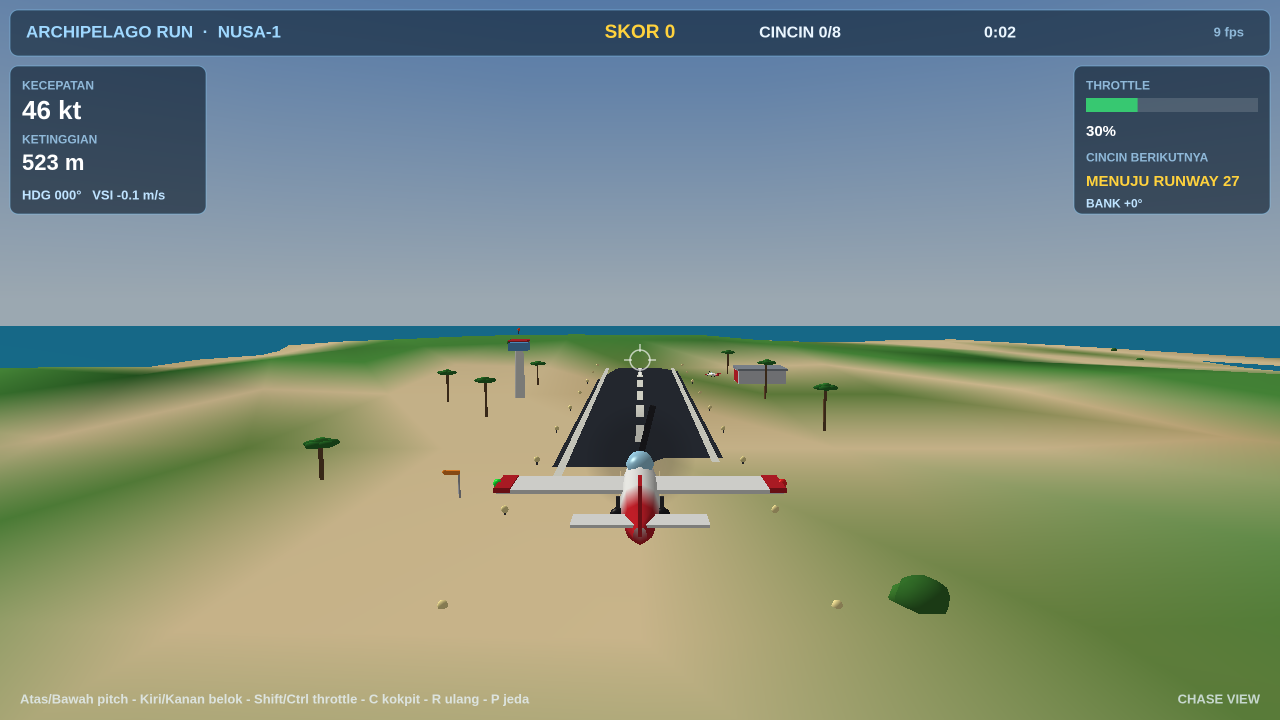 ARCHIPELAGO RUN · NUSA-1
SKOR 0
CINCIN 0/8
0:02
9 fps
KECEPATAN
46 kt
KETINGGIAN
523 m
HDG 000° VSI -0.1 m/s
THROTTLE
30%
CINCIN BERIKUTNYA
MENUJU RUNWAY 27
BANK +0°
Atas/Bawah pitch - Kiri/Kanan belok - Shift/Ctrl throttle - C kokpit - R ulang - P jeda
CHASE VIEW